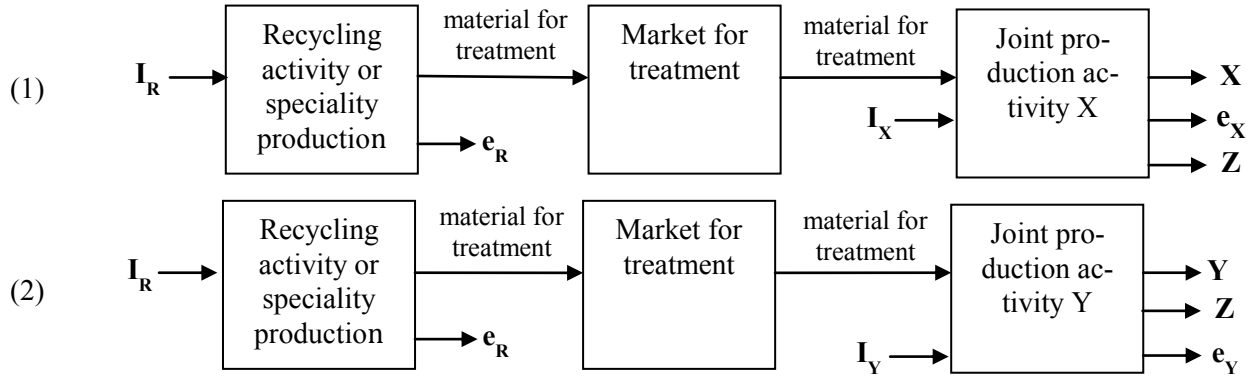 (1)
I_R
Recycling
activity or
speciality
production
material for
treatment
e_R
Market for
treatment
material for
treatment
I_X
Joint pro-
duction ac-
tivity X
X
e_X
Z
(2)
I_R
Recycling
activity or
speciality
production
material for
treatment
e_R
Market for
treatment
material for
treatment
I_Y
Joint pro-
duction ac-
tivity Y
Y
Z
e_Y